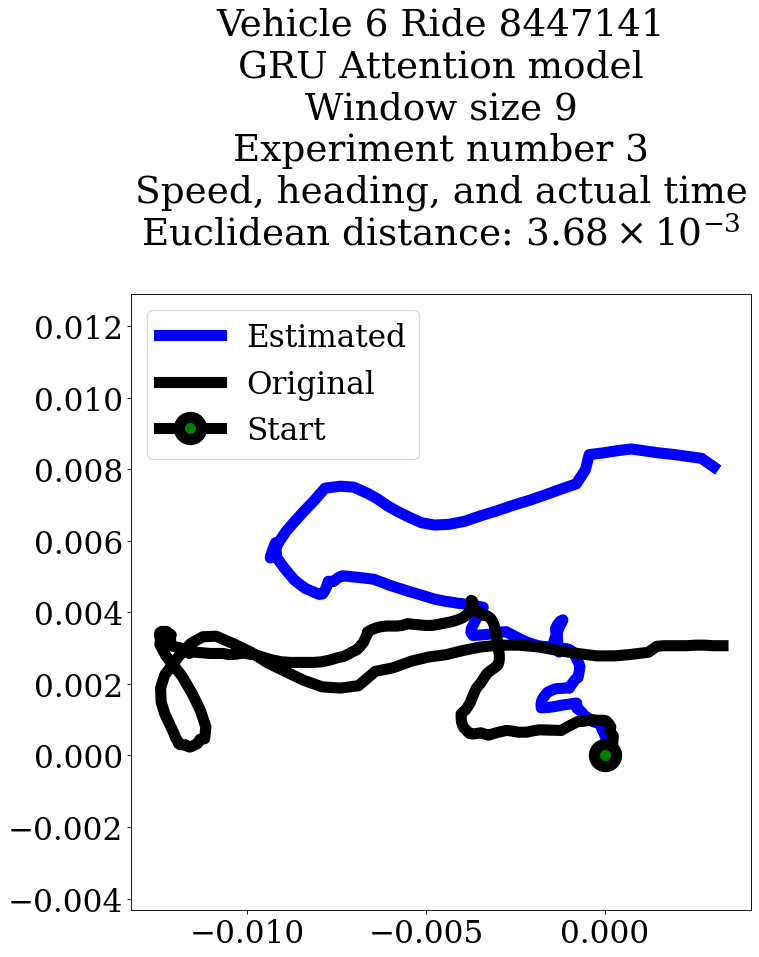 Vehicle 6 Ride 8447141
GRU Attention model
Window size 9
Experiment number 3
Speed, heading, and actual time
Euclidean distance: 3.68 × 10⁻³
Estimated
Original
Start
0.012
0.010
0.008
0.006
0.004
0.002
0.000
−0.002
−0.004
−0.010
−0.005
0.000